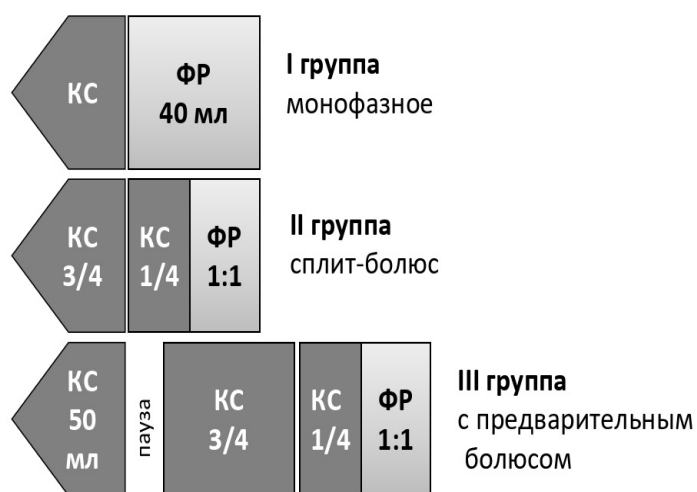 КС
ФР
40 мл
I группа
монофазное
КС
3/4
КС
1/4
ФР
1:1
II группа
сплит-болюс
КС
50
мл
пауза
КС
3/4
КС
1/4
ФР
1:1
III группа
с предварительным
болюсом